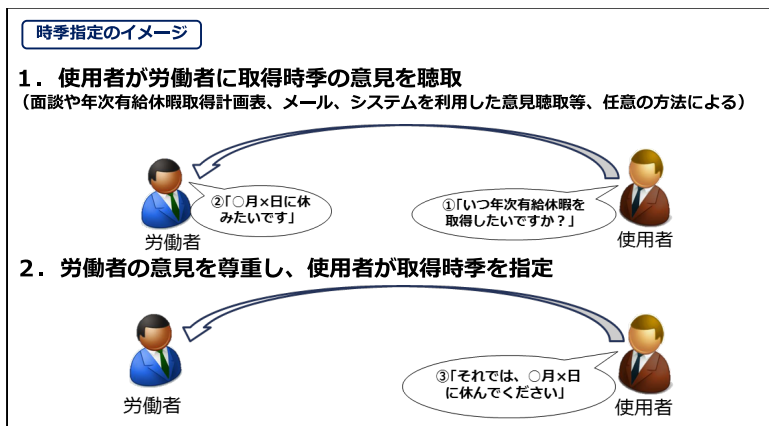 時季指定のイメージ
１．使用者が労働者に取得時季の意見を聴取
（面談や年次有給休暇取得計画表、メール、システムを利用した意見聴取等、任意の方法による）
②「○月×日に休
みたいです」
①「いつ年次有給休暇を
取得したいですか？」
労働者
使用者
２．労働者の意見を尊重し、使用者が取得時季を指定
③「それでは、○月×日
に休んでください」
労働者
使用者